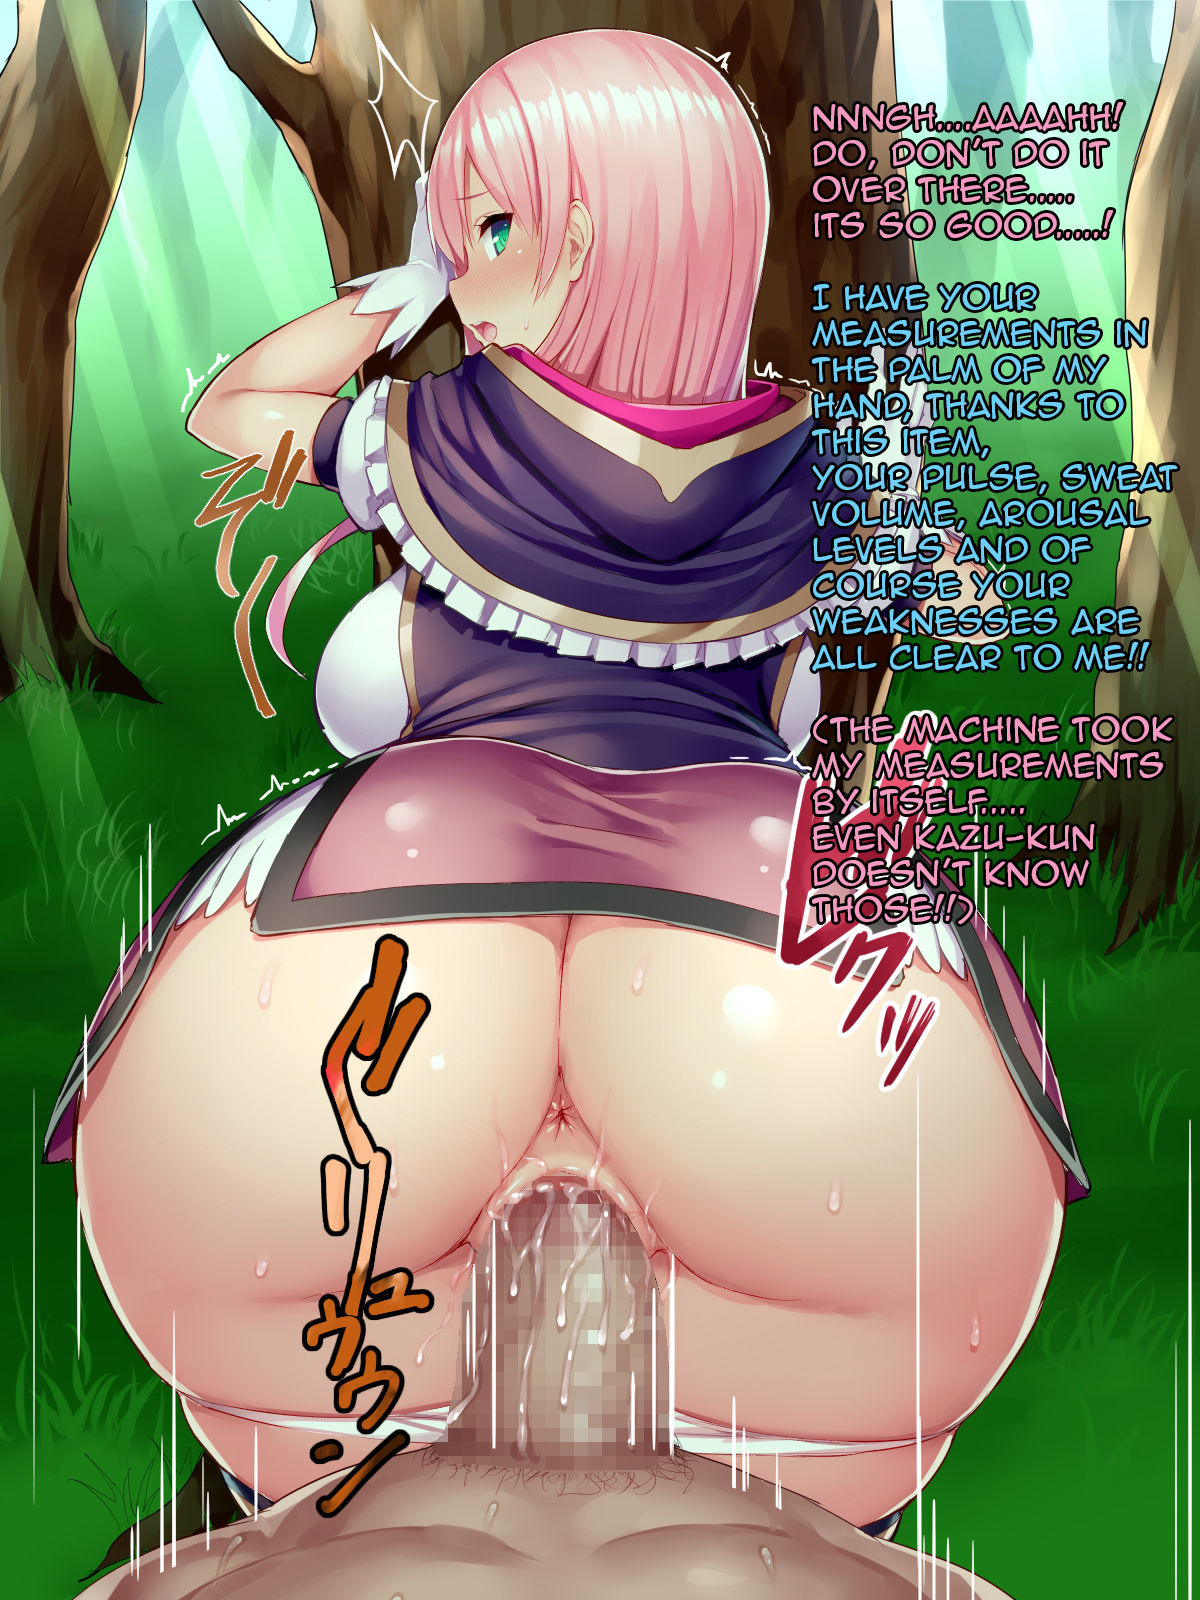 NNNGH....AAAAHH!
DO, DON'T DO IT
OVER THERE.....
ITS SO GOOD.....!
I HAVE YOUR
MEASUREMENTS IN
THE PALM OF MY
HAND, THANKS TO
THIS ITEM,
YOUR PULSE, SWEAT
VOLUME, AROUSAL
LEVELS AND OF
COURSE YOUR
WEAKNESSES ARE
ALL CLEAR TO ME!!
(THE MACHINE TOOK
MY MEASUREMENTS
BY ITSELF....
EVEN KAZU-KUN
DOESN'T KNOW
THOSE!!)